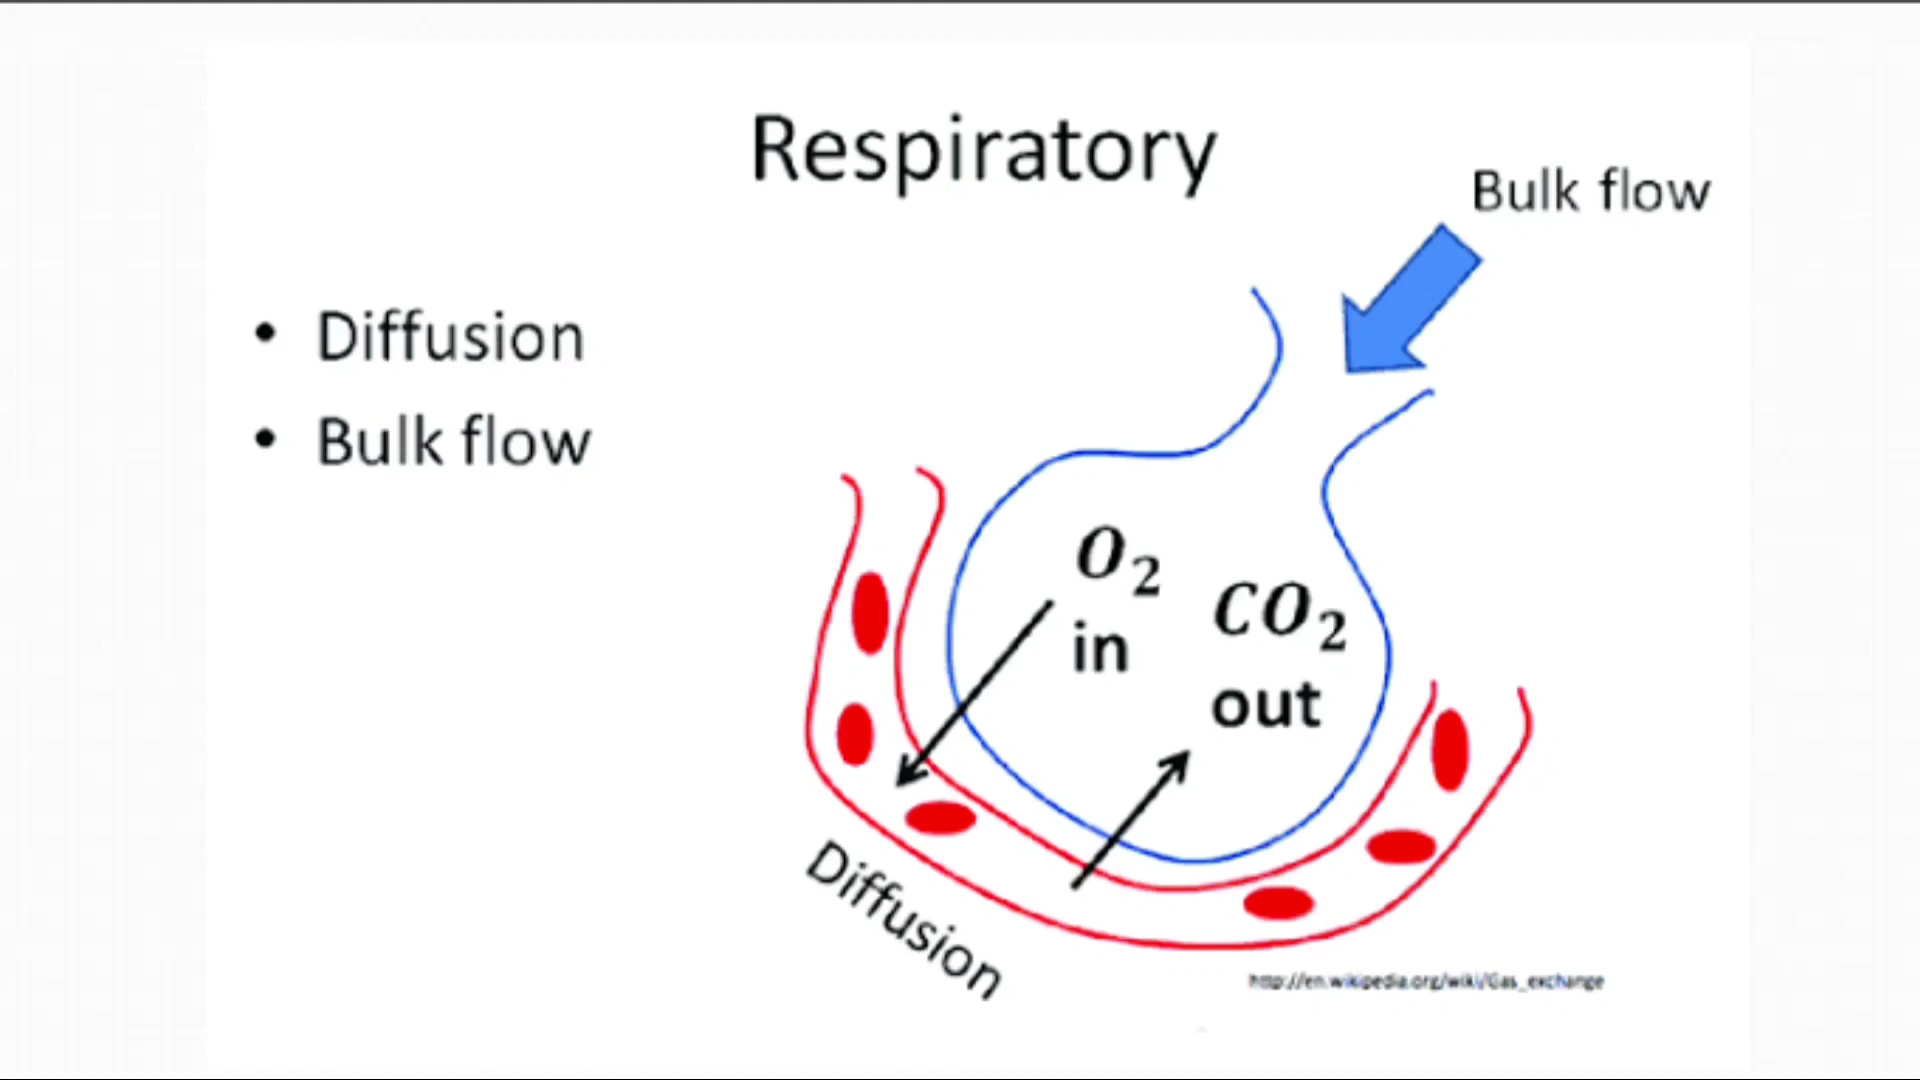 Respiratory
Bulk flow
• Diffusion
• Bulk flow
O₂
in
CO₂
out
Diffusion
http://en.wikipedia.org/wiki/Gas_exchange